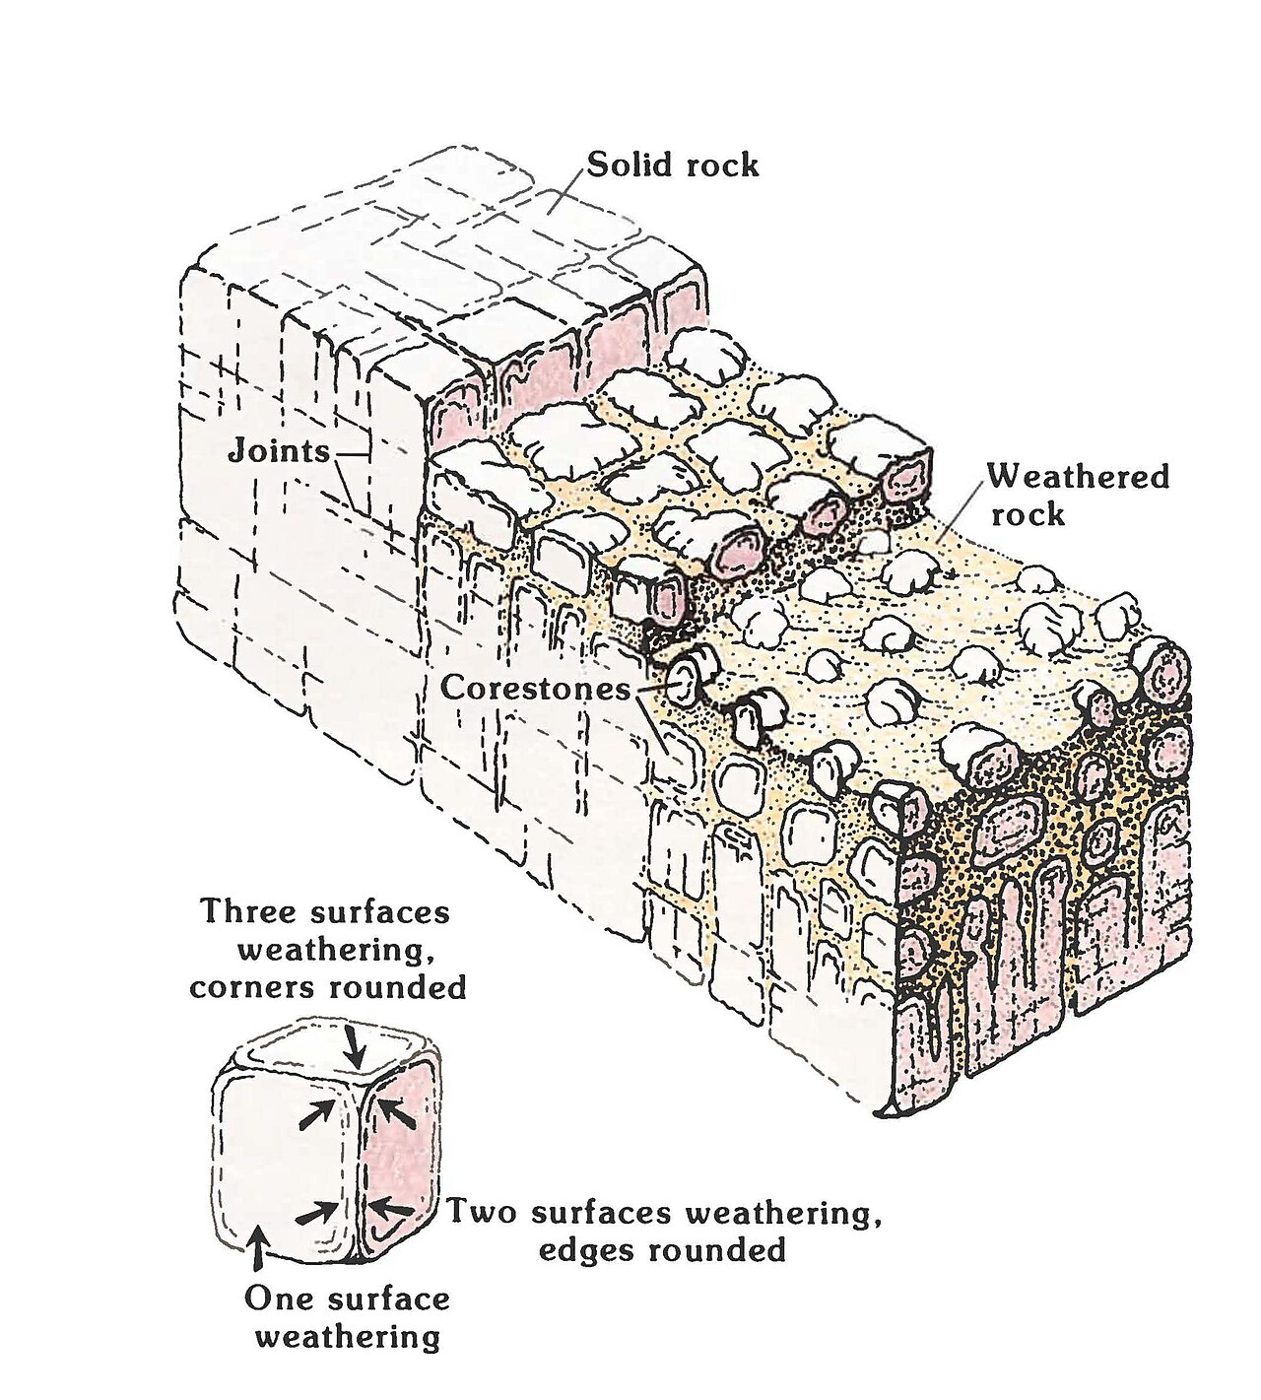 Solid rock
Joints
Weathered
rock
Corestones
Three surfaces
weathering,
corners rounded
Two surfaces weathering,
edges rounded
One surface
weathering